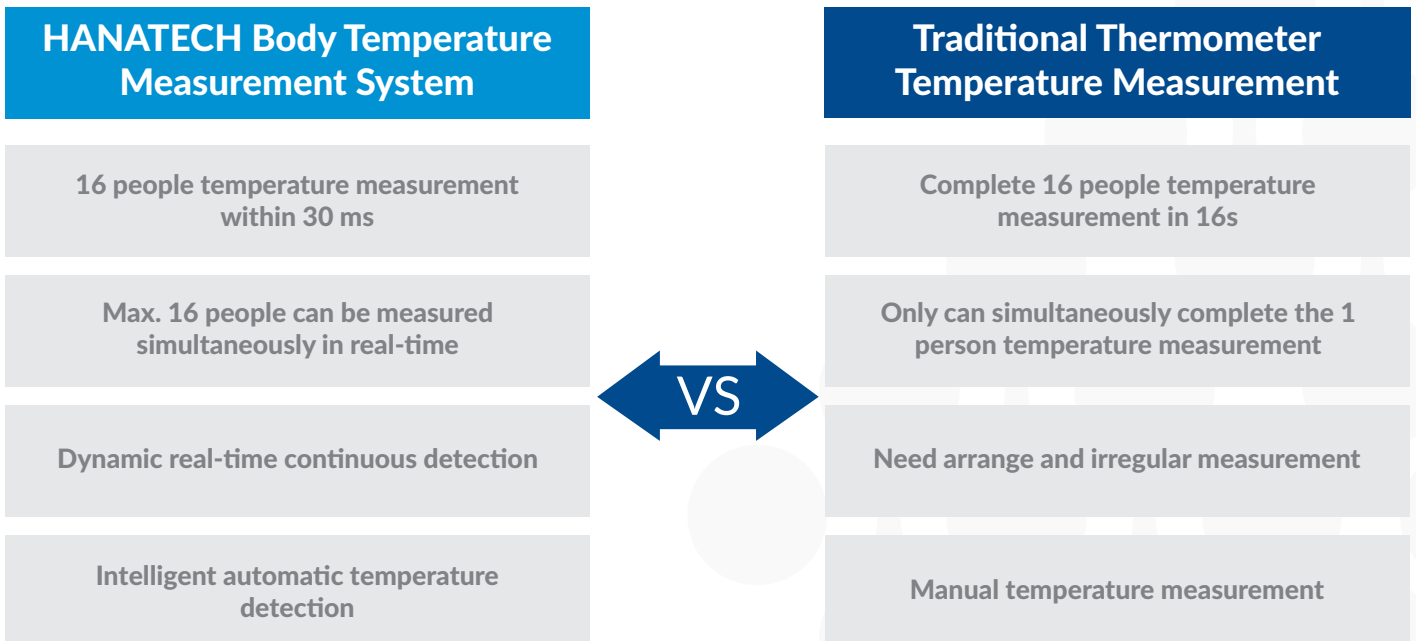 HANATECH Body Temperature
Measurement System
16 people temperature measurement
within 30 ms
Max. 16 people can be measured
simultaneously in real-time
Dynamic real-time continuous detection
Intelligent automatic temperature
detection
VS
Traditional Thermometer
Temperature Measurement
Complete 16 people temperature
measurement in 16s
Only can simultaneously complete the 1
person temperature measurement
Need arrange and irregular measurement
Manual temperature measurement